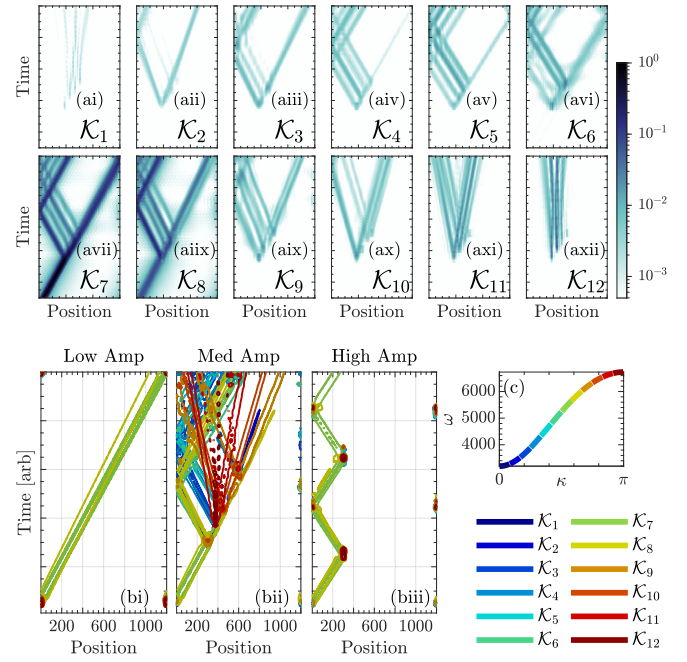 Time
(ai)
𝒦₁
(aii)
𝒦₂
(aiii)
𝒦₃
(aiv)
𝒦₄
(av)
𝒦₅
(avi)
𝒦₆
10⁰
10⁻¹
10⁻²
10⁻³
Time
(avii)
𝒦₇
(aiix)
𝒦₈
(aix)
𝒦₉
(ax)
𝒦₁₀
(axi)
𝒦₁₁
(axii)
𝒦₁₂
Position
Position
Position
Position
Position
Position
Low Amp
Med Amp
High Amp
Time [arb]
(bi)
(bii)
(biii)
200 600 1000
200 600 1000
200 600 1000
Position
Position
Position
(c)
ω
6000
5000
4000
0 κ π
𝒦₁
𝒦₂
𝒦₃
𝒦₄
𝒦₅
𝒦₆
𝒦₇
𝒦₈
𝒦₉
𝒦₁₀
𝒦₁₁
𝒦₁₂